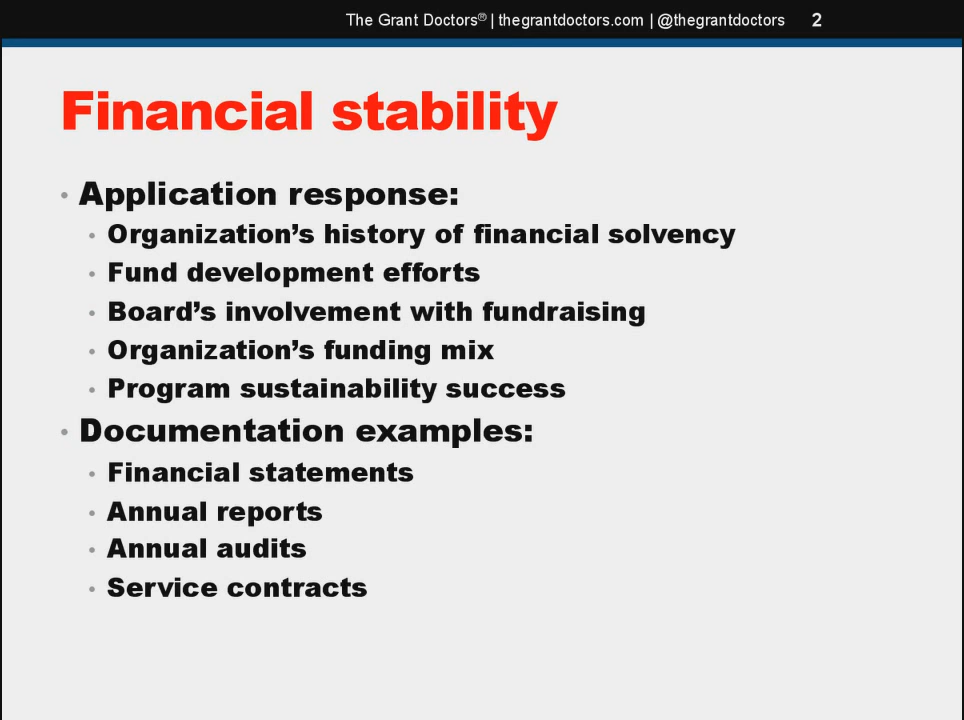 The Grant Doctors® | thegrantdoctors.com | @thegrantdoctors 2
Financial stability
• Application response:
• Organization’s history of financial solvency
• Fund development efforts
• Board’s involvement with fundraising
• Organization’s funding mix
• Program sustainability success
• Documentation examples:
• Financial statements
• Annual reports
• Annual audits
• Service contracts